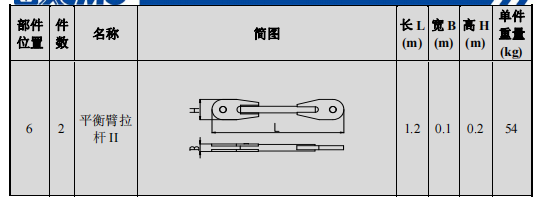 部件
位置
件
数
名称
简图
长 L
(m)
宽 B
(m)
高 H
(m)
单件
重量
(kg)
6
2
平衡臂拉
杆 II
H
L
B
1.2
0.1
0.2
54